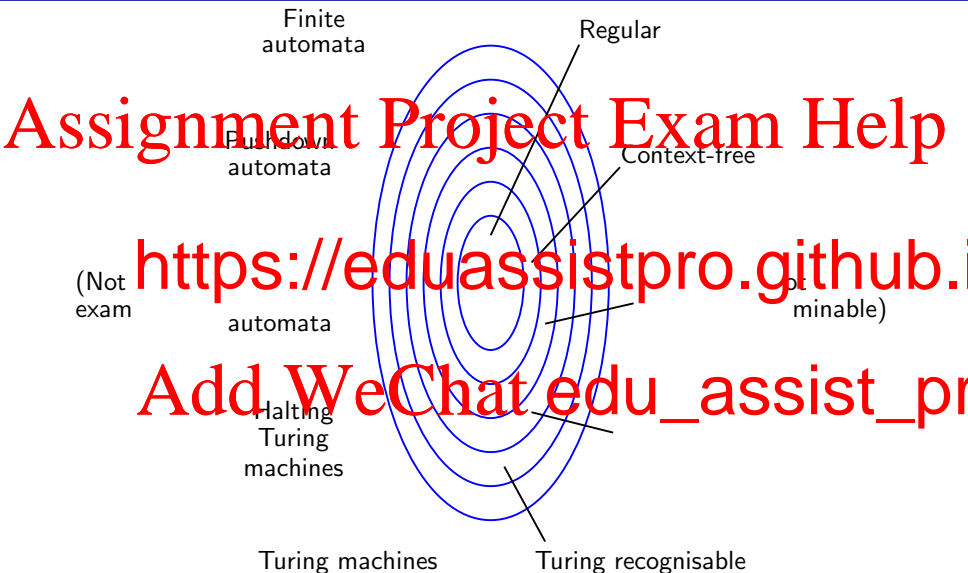 Finite
automata
Regular
Assignment Project Exam Help
Pushdown
automata
Context-free
https://eduassistpro.github.i
(Not
exam
minable)
automata
Add WeChat edu_assist_pr
Halting
Turing
machines
Turing machines
Turing recognisable